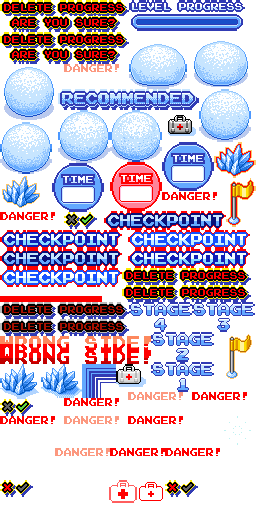 DELETE PROGRESS
ARE YOU SURE?
LEVEL PROGRESS
DELETE PROGRESS
ARE YOU SURE?
DANGER!
RECOMMENDED
TIME
TIME
TIME
DANGER!
DANGER!
CHECKPOINT
CHECKPOINT CHECKPOINT
CHECKPOINT CHECKPOINT
CHECKPOINT
DELETE PROGRESS
DELETE PROGRESS
DELETE PROGRESS
DELETE PROGRESS
STAGE 4
STAGE 3
WRONG SIDE!
STAGE 2
STAGE 1
DANGER! DANGER!
DANGER!
DANGER! DANGER! DANGER! DANGER!
DANGER! DANGER! DANGER!